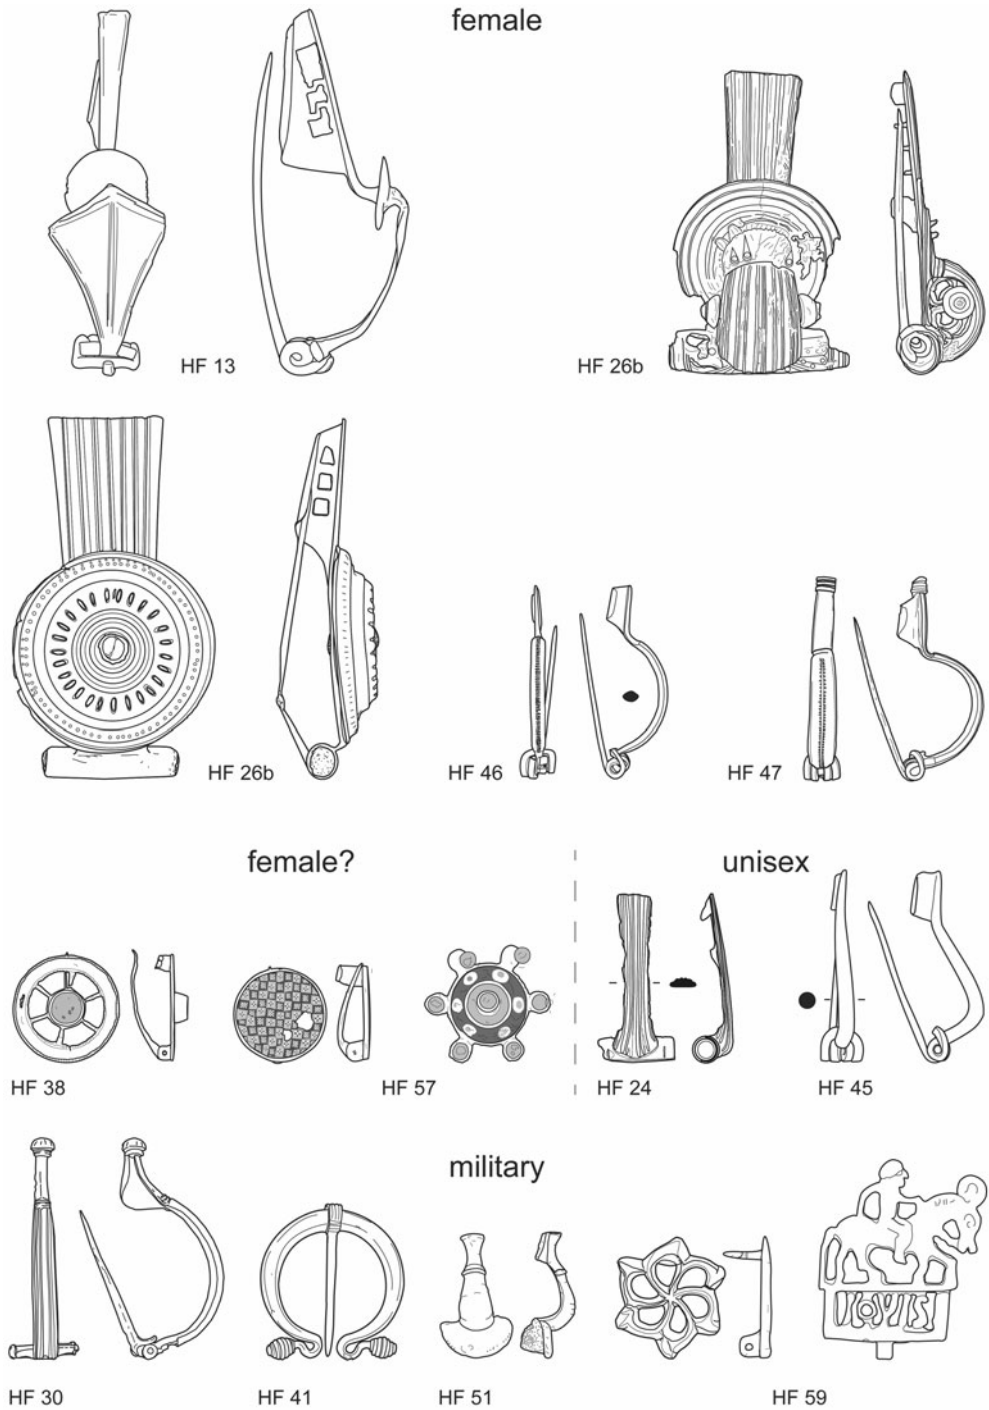 female
HF 13
HF 26b
HF 26b
HF 46
HF 47
female?
unisex
HF 38
HF 57
HF 24
HF 45
military
HF 30
HF 41
HF 51
HF 59